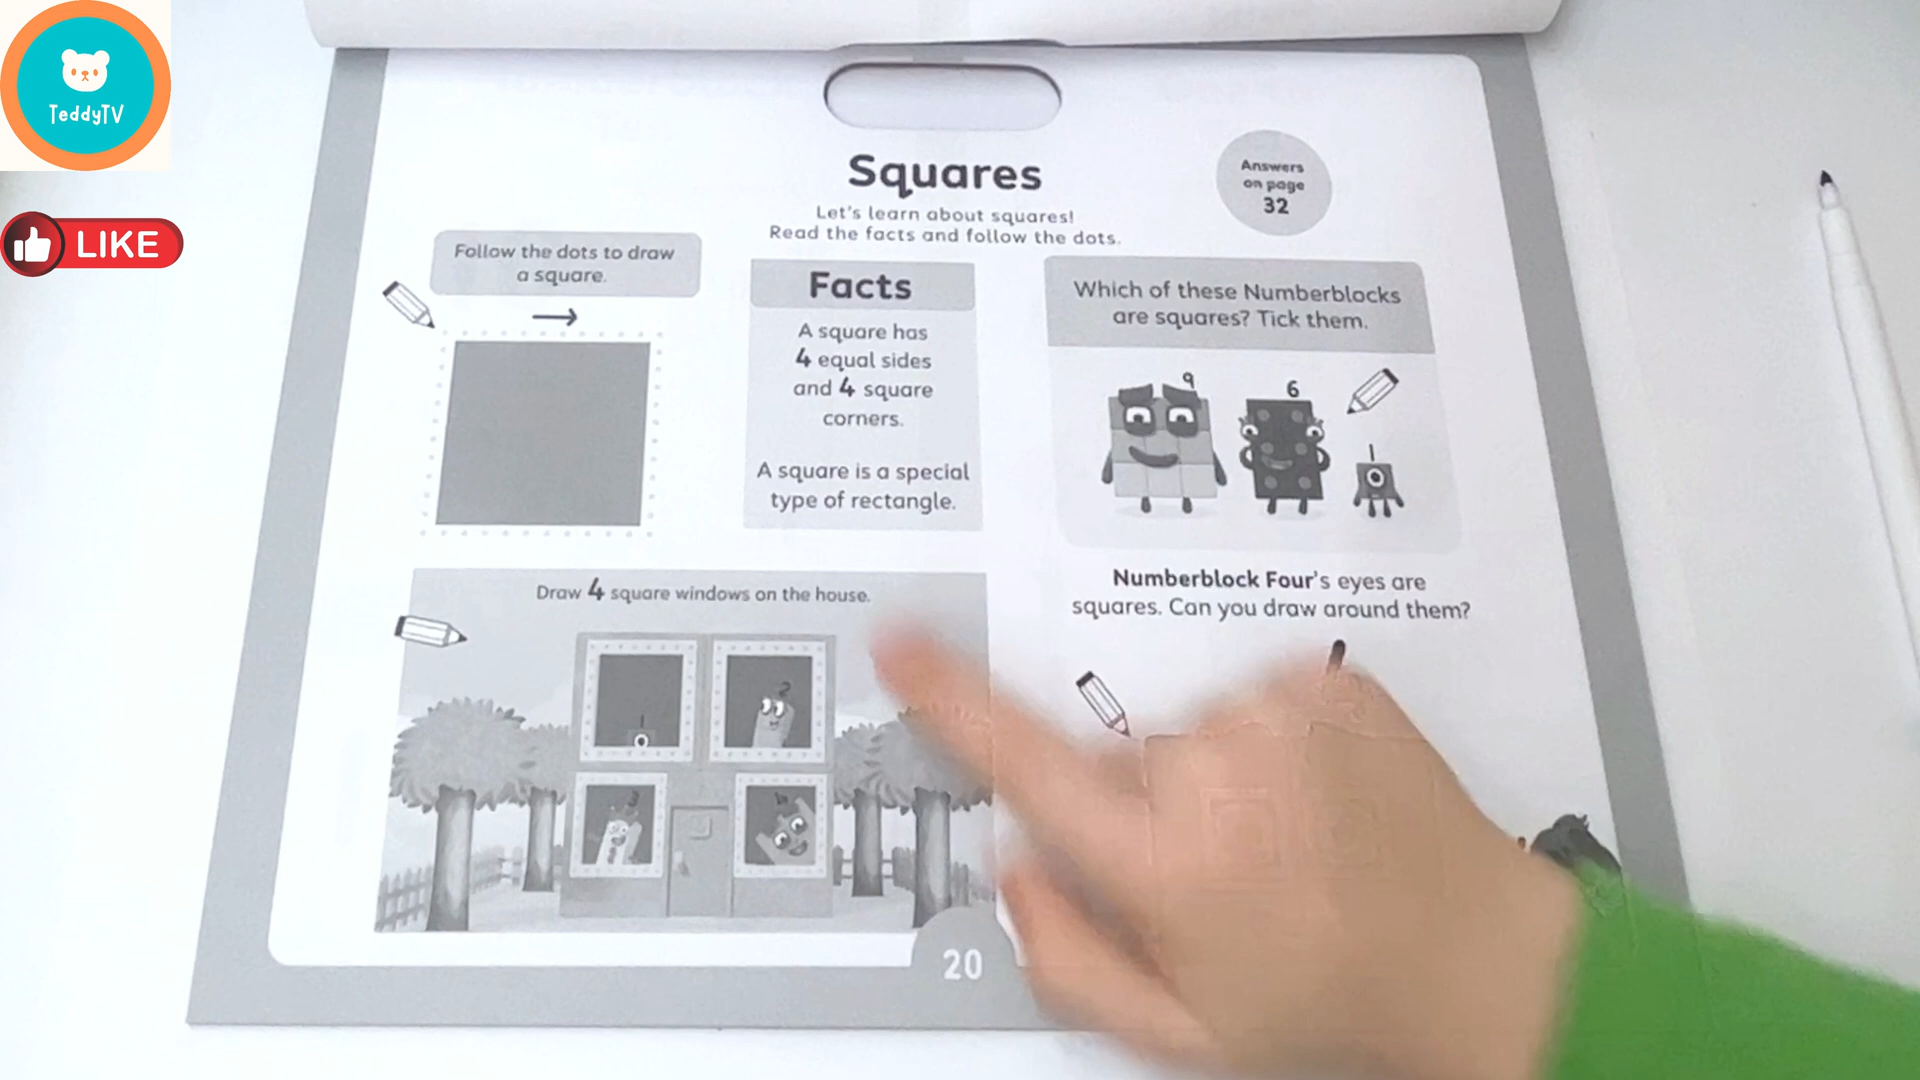 TeddyTV
LIKE
Squares
Let's learn about squares!
Read the facts and follow the dots.
Answers
on page
32
Follow the dots to draw
a square.
Facts
A square has
4 equal sides
and 4 square
corners.
A square is a special
type of rectangle.
Which of these Numberblocks
are squares? Tick them.
9
6
1
Draw 4 square windows on the house.
1
2
3
Numberblock Four's eyes are
squares. Can you draw around them?
20